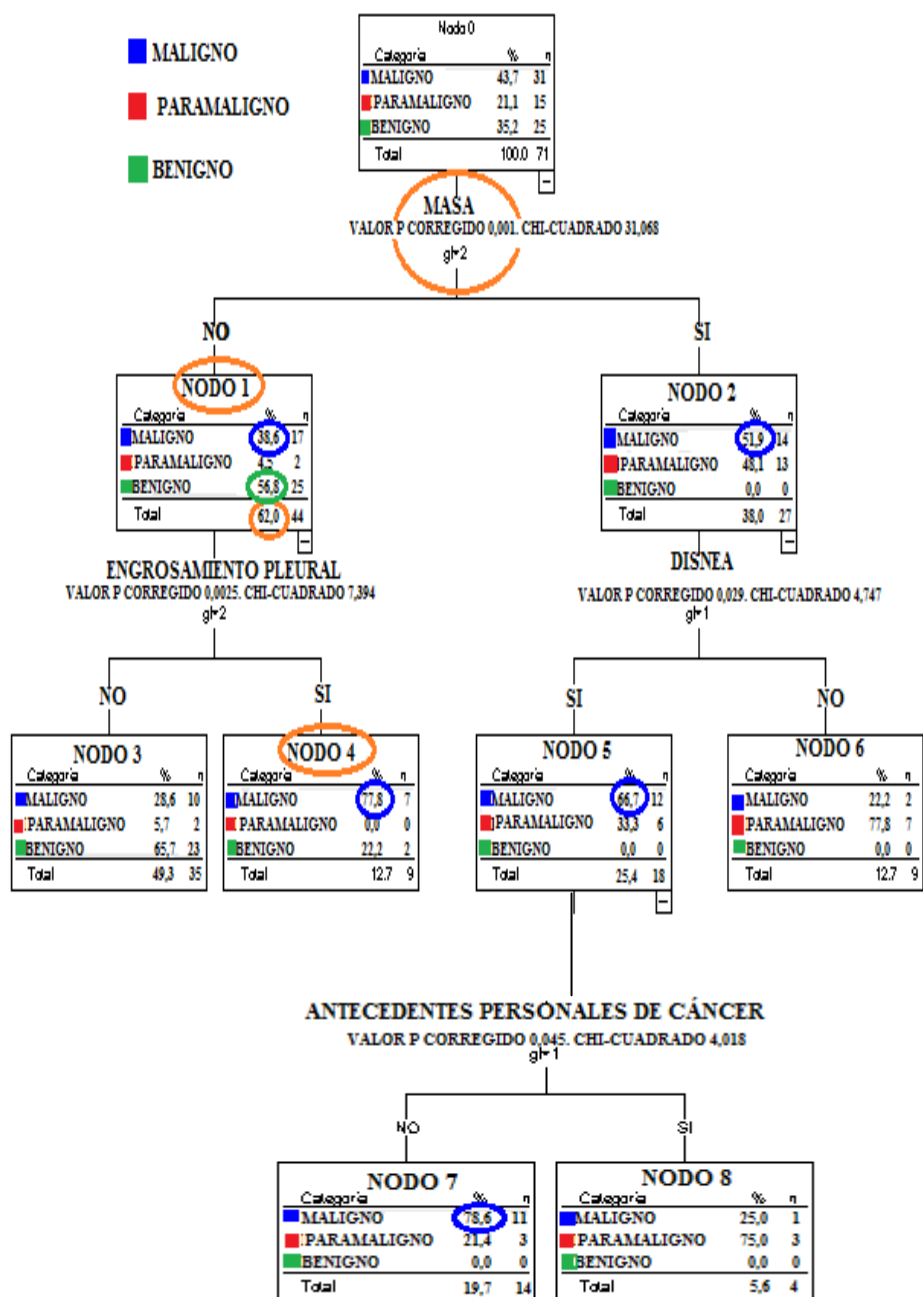 MALIGNO
PARAMALIGNO
BENIGNO
Nodo 0
Categoría % n
MALIGNO 43,7 31
PARAMALIGNO 21,1 15
BENIGNO 35,2 25
Total 100,0 71
MASA
VALOR P CORREGIDO 0,001. CHI-CUADRADO 31,068
gl=2
NO
SI
NODO 1
Categoría % n
MALIGNO 38,6 17
PARAMALIGNO 4,5 2
BENIGNO 56,8 25
Total 62,0 44
NODO 2
Categoría % n
MALIGNO 51,9 14
PARAMALIGNO 48,1 13
BENIGNO 0,0 0
Total 38,0 27
ENGROSAMIENTO PLEURAL
VALOR P CORREGIDO 0,0025. CHI-CUADRADO 7,394
gl=2
DISNEA
VALOR P CORREGIDO 0,029. CHI-CUADRADO 4,747
gl=1
NO
SI
SI
NO
NODO 3
Categoría % n
MALIGNO 28,6 10
PARAMALIGNO 5,7 2
BENIGNO 65,7 23
Total 49,3 35
NODO 4
Categoría % n
MALIGNO 77,8 7
PARAMALIGNO 0,0 0
BENIGNO 22,2 2
Total 12,7 9
NODO 5
Categoría % n
MALIGNO 66,7 12
PARAMALIGNO 33,3 6
BENIGNO 0,0 0
Total 25,4 18
NODO 6
Categoría % n
MALIGNO 22,2 2
PARAMALIGNO 77,8 7
BENIGNO 0,0 0
Total 12,7 9
ANTECEDENTES PERSONALES DE CÁNCER
VALOR P CORREGIDO 0,045. CHI-CUADRADO 4,018
gl=1
NO
SI
NODO 7
Categoría % n
MALIGNO 78,6 11
PARAMALIGNO 21,4 3
BENIGNO 0,0 0
Total 19,7 14
NODO 8
Categoría % n
MALIGNO 25,0 1
PARAMALIGNO 75,0 3
BENIGNO 0,0 0
Total 5,6 4